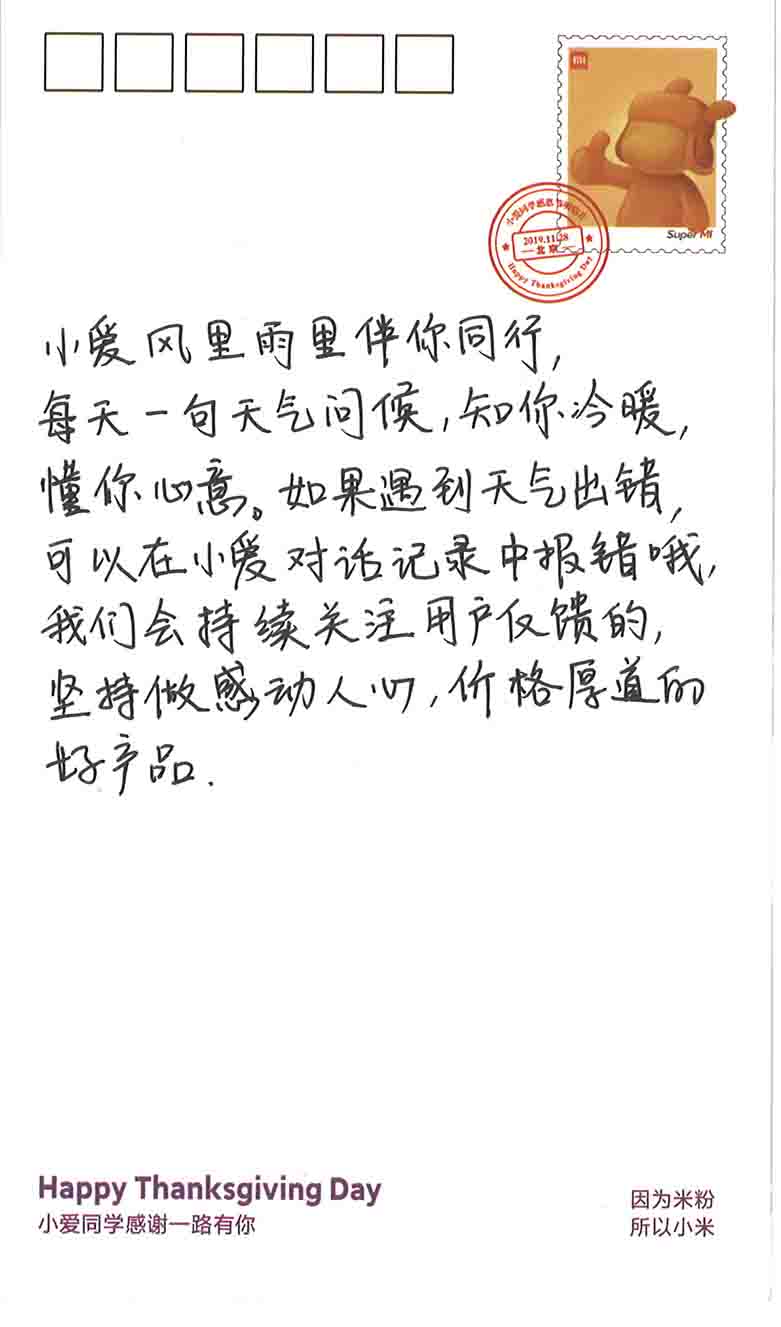 MI
Super MI
小爱同学感恩节明信片
2019.11.28
北京
Happy Thanksgiving Day
小爱风里雨里伴你同行,
每天一句天气问候,知你冷暖,
懂你心意。如果遇到天气出错,
可以在小爱对话记录中报错哦,
我们会持续关注用户反馈的,
坚持做感动人心,价格厚道的
好产品.
Happy Thanksgiving Day
小爱同学感谢一路有你
因为米粉
所以小米